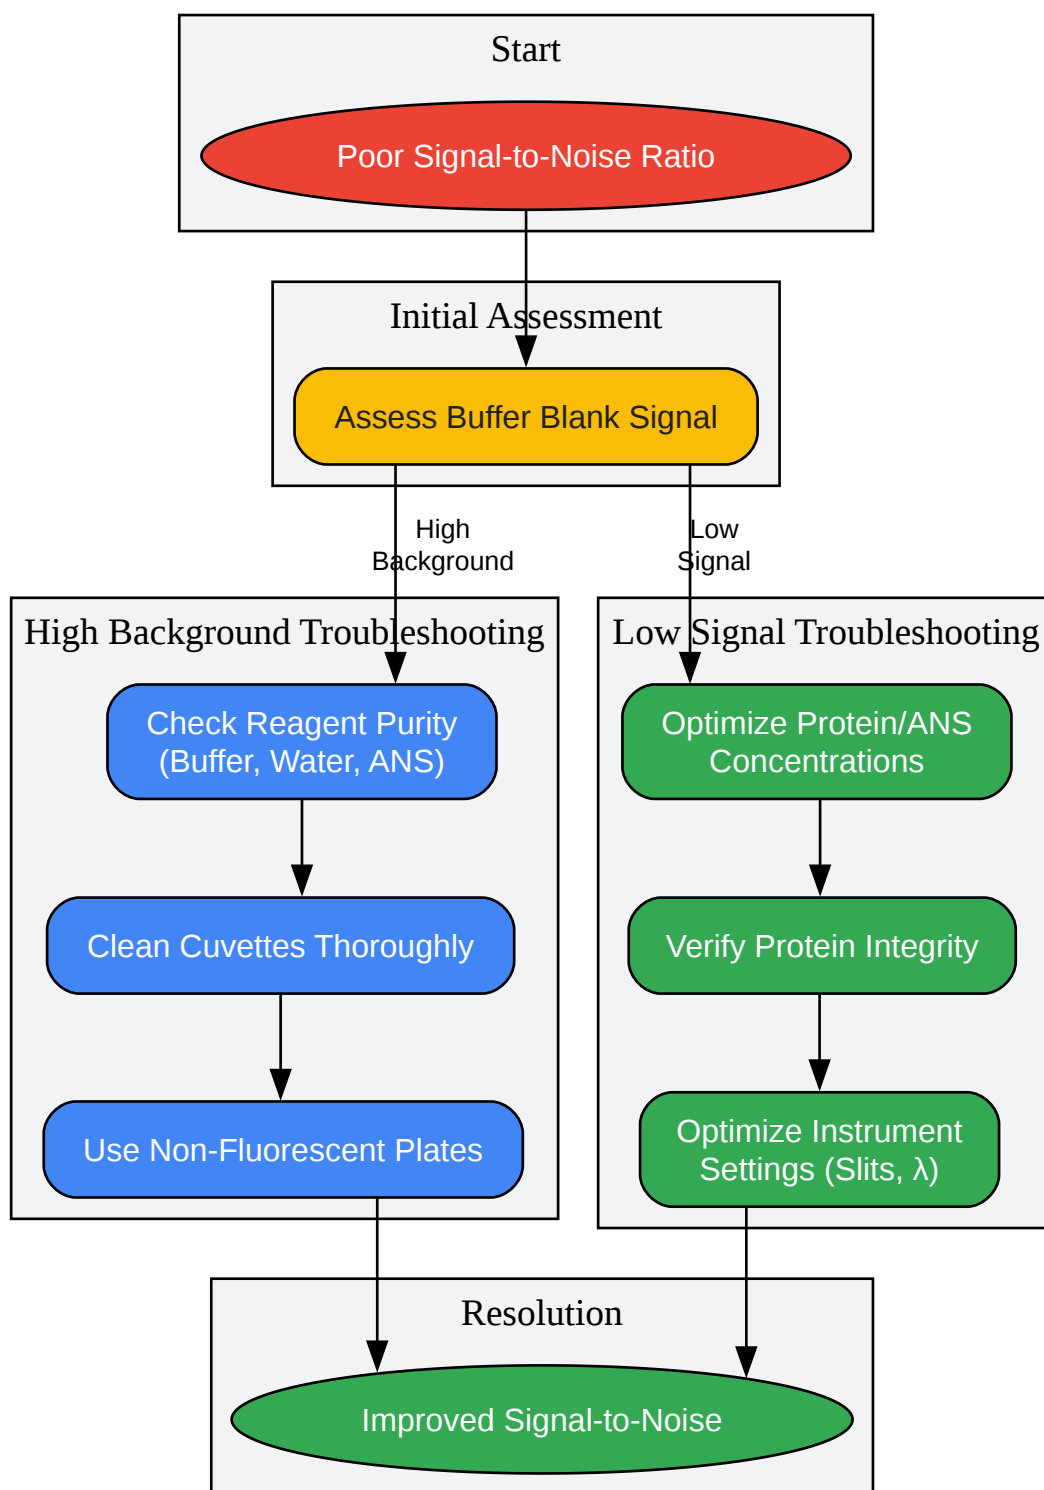 Start
Poor Signal-to-Noise Ratio
Initial Assessment
Assess Buffer Blank Signal
High
Background
Low
Signal
High Background Troubleshooting
Check Reagent Purity
(Buffer, Water, ANS)
Clean Cuvettes Thoroughly
Use Non-Fluorescent Plates
Low Signal Troubleshooting
Optimize Protein/ANS
Concentrations
Verify Protein Integrity
Optimize Instrument
Settings (Slits, λ)
Resolution
Improved Signal-to-Noise